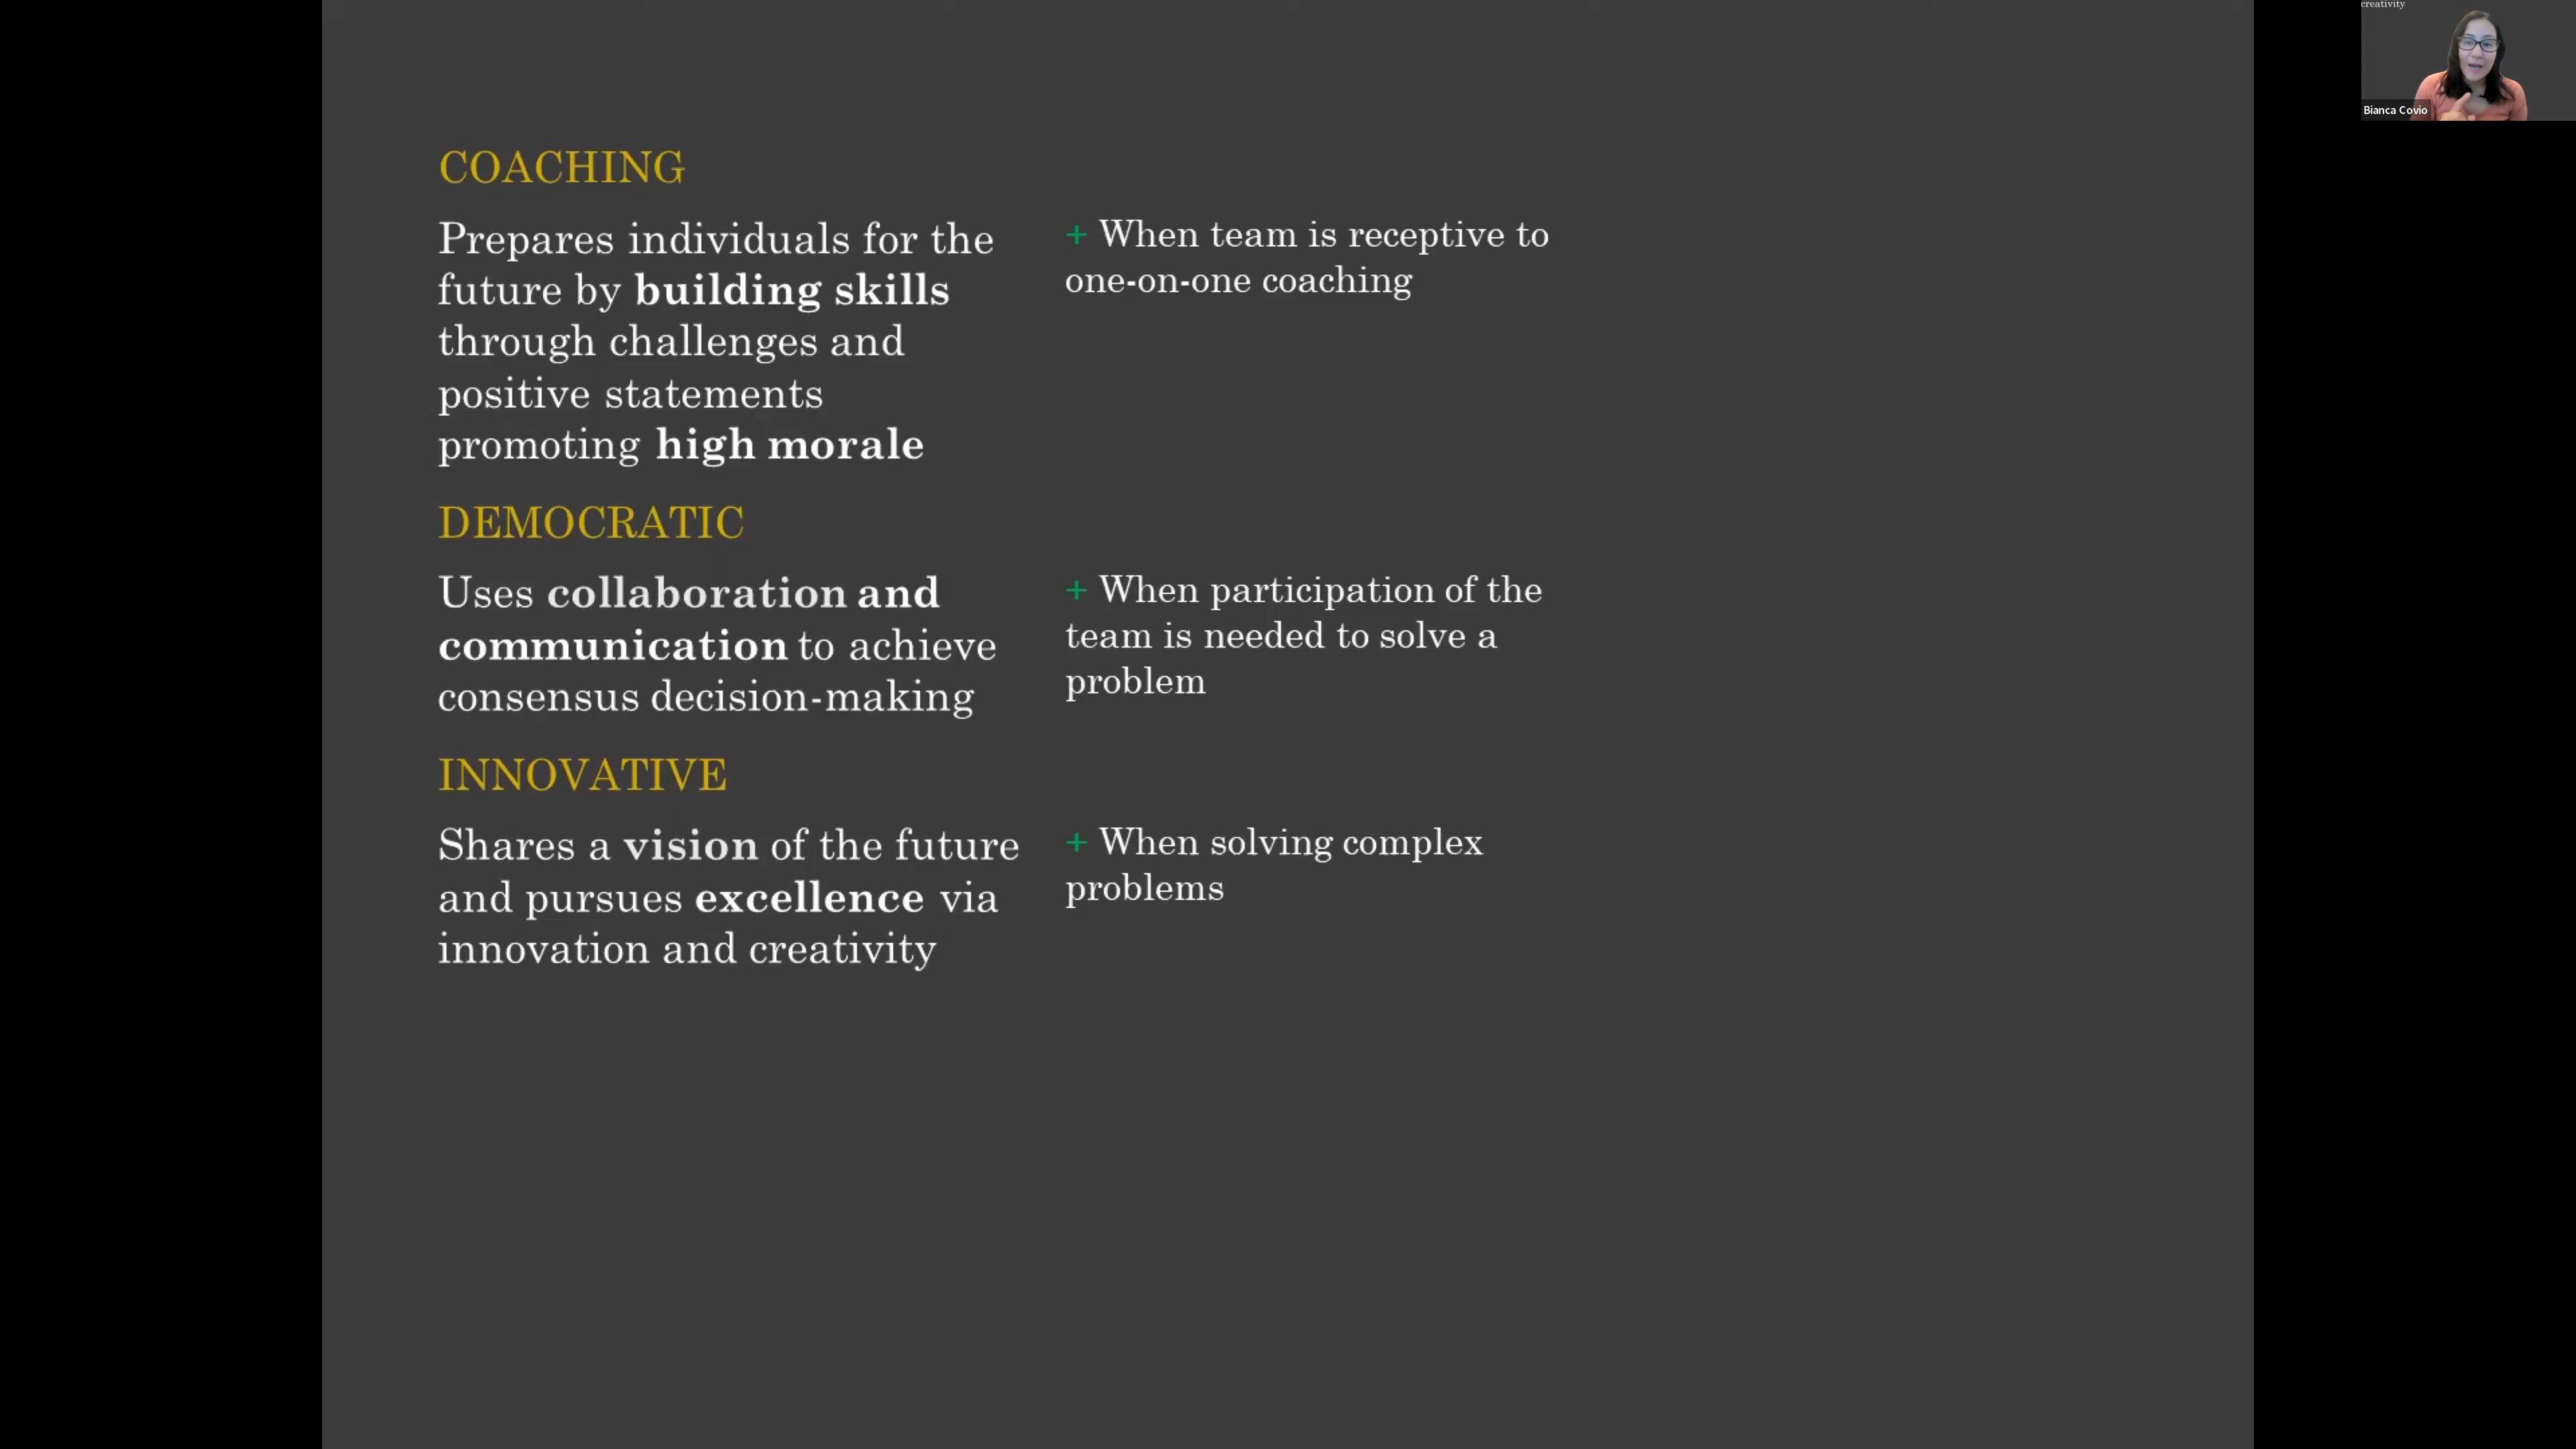 creativity
Bianca Covio
COACHING
Prepares individuals for the
future by building skills
through challenges and
positive statements
promoting high morale
+ When team is receptive to
one-on-one coaching
DEMOCRATIC
Uses collaboration and
communication to achieve
consensus decision-making
+ When participation of the
team is needed to solve a
problem
INNOVATIVE
Shares a vision of the future
and pursues excellence via
innovation and creativity
+ When solving complex
problems